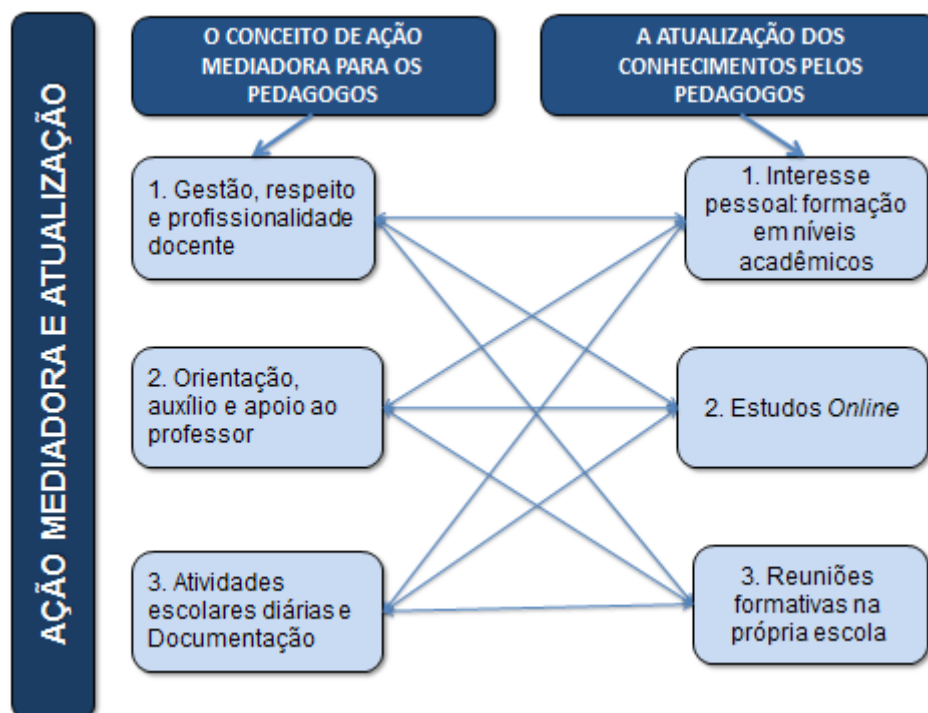 AÇÃO MEDIADORA E ATUALIZAÇÃO
O CONCEITO DE AÇÃO
MEDIADORA PARA OS
PEDAGOGOS
A ATUALIZAÇÃO DOS
CONHECIMENTOS PELOS
PEDAGOGOS
1. Gestão, respeito
e profissionalidade
docente
1. Interesse
pessoal: formação
em níveis
acadêmicos
2. Orientação,
auxílio e apoio ao
professor
2. Estudos Online
3. Atividades
escolares diárias e
Documentação
3. Reuniões
formativas na
própria escola